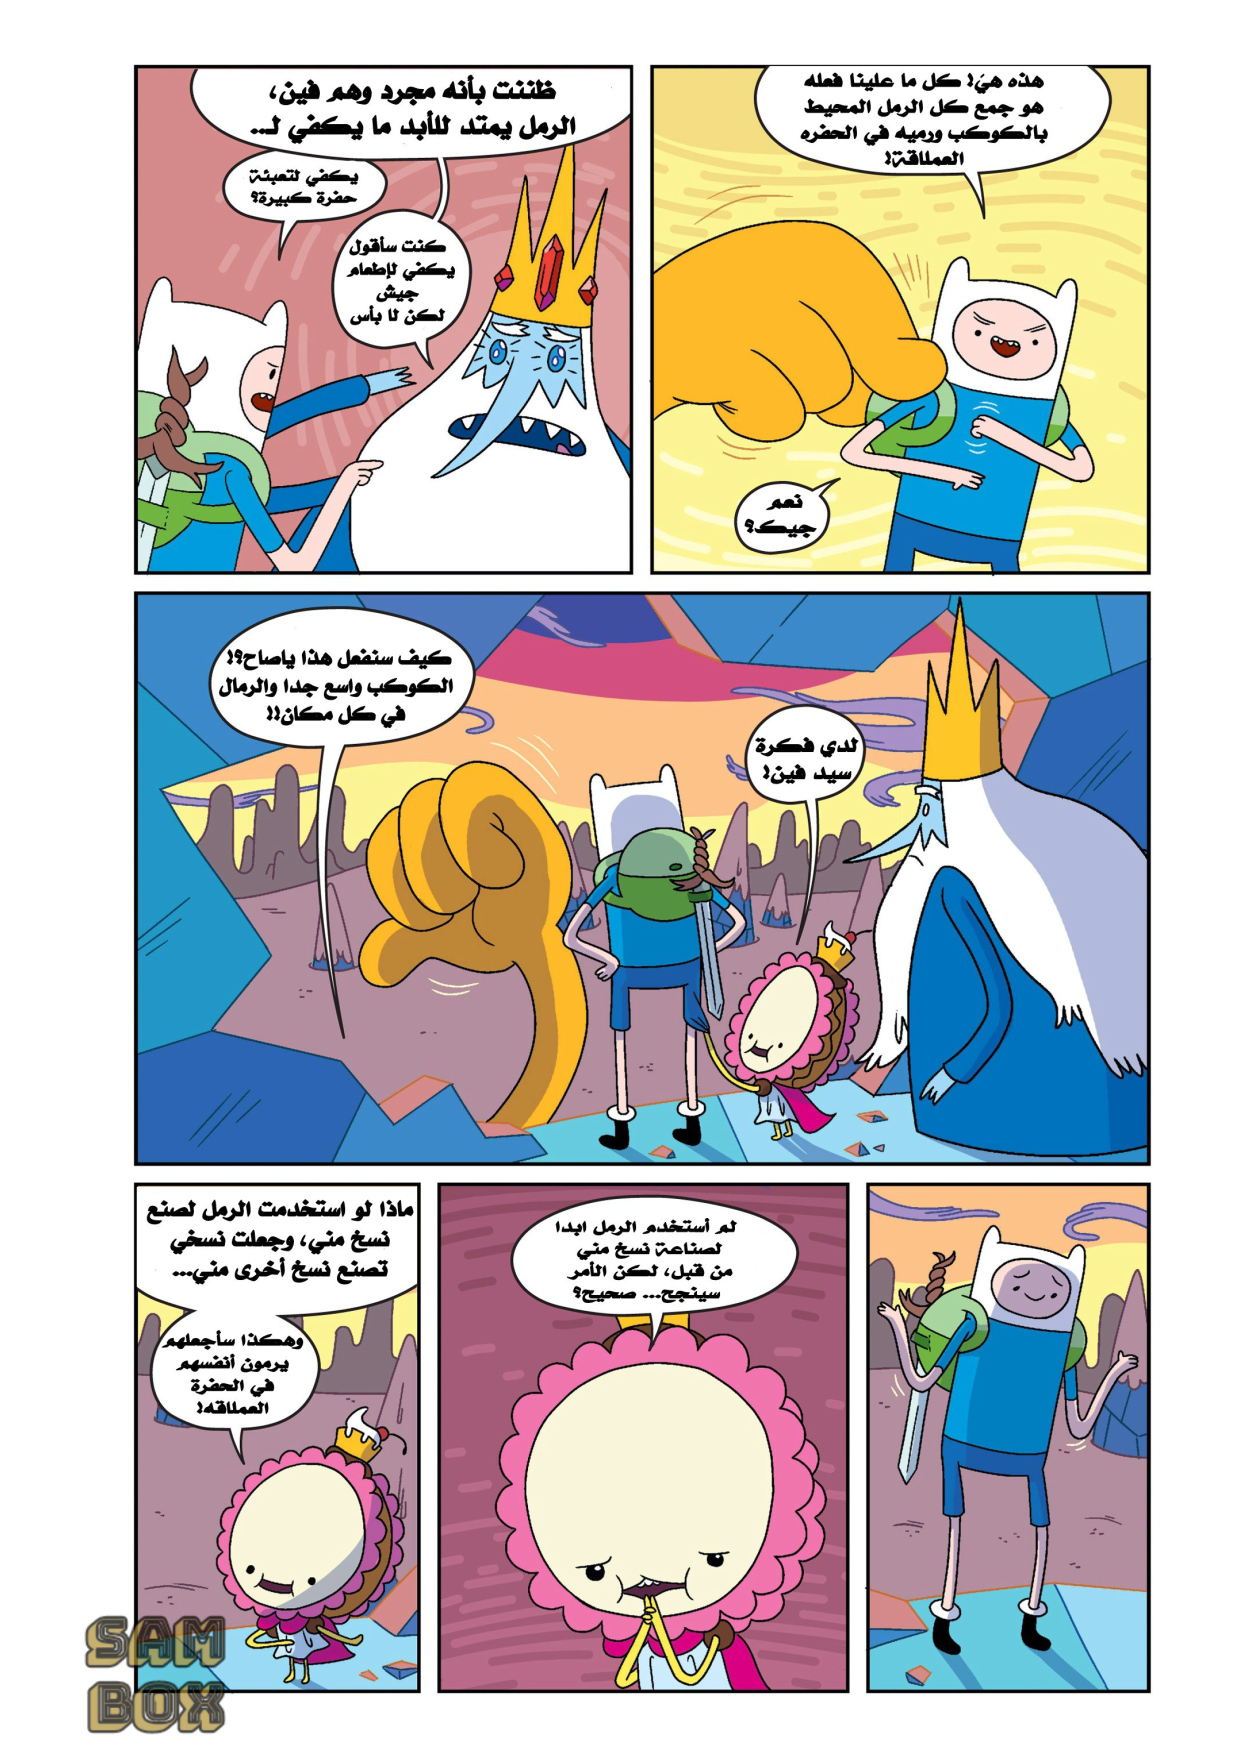 ظننت بأنه مجرد وهم فين،
الرمل يمتد للأبد ما يكفي لـ...
يكفي لتعبئة
حفرة كبيرة؟
كنت سأقول
يكفي لإطعام
جيش
لكن لا بأس
هذه هيَ! كل ما علينا فعله
هو جمع كل الرمل المحيط
بالكوكب ورميه في الحفره
العملاقة!
نعم
جيك؟
كيف سنفعل هذا ياصاح؟!
الكوكب واسع جدا والرمال
في كل مكان!!
لدي فكرة
سيد فين!
ماذا لو استخدمت الرمل لصنع
نسخ مني، وجعلت نسخي
تصنع نسخ أخرى مني...
وهكذا سأجعلهم
يرمون أنفسهم
في الحفرة
العملاقه!
لم أستخدم الرمل ابدا
لصناعة نسخ مني
من قبل، لكن الأمر
سينجح... صحيح؟
SAM
BOX